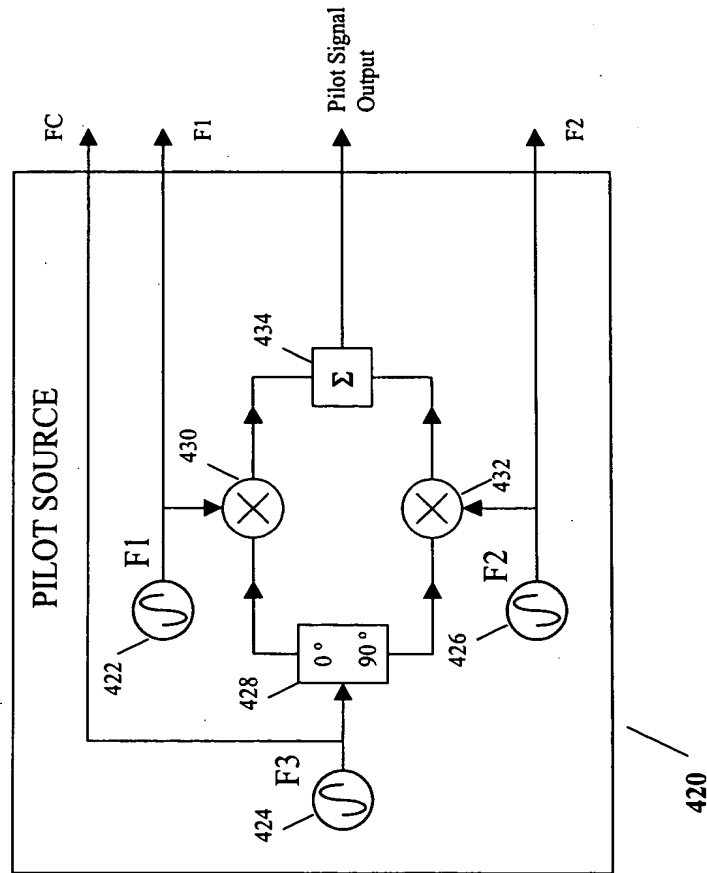 PILOT SOURCE
FC
F1
422
F1
430
434
F3
424
428
0°
90°
Σ
Pilot Signal
Output
432
F2
426
F2
420